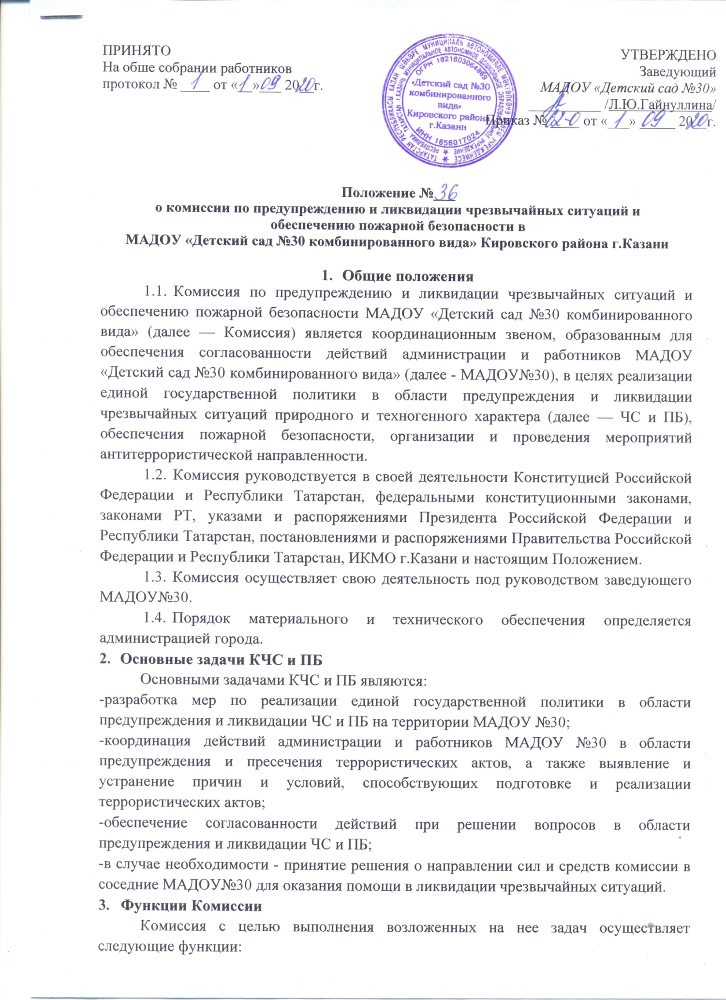 ПРИНЯТО
На обше собрании работников
протокол № 1 от «1» 09 2020г.
УТВЕРЖДЕНО
Заведующий
МАДОУ «Детский сад №30»
/Л.Ю.Гайнуллина/
Приказ № 62-О от «1» 09 2020г.
ОГРН 1021603064889
«Детский сад №30
комбинированного
вида»
Кировского района
г.Казани
ИНН 1656017024
Положение № 36
о комиссии по предупреждению и ликвидации чрезвычайных ситуаций и
обеспечению пожарной безопасности в
МАДОУ «Детский сад №30 комбинированного вида» Кировского района г.Казани
1. Общие положения
1.1. Комиссия по предупреждению и ликвидации чрезвычайных ситуаций и
обеспечению пожарной безопасности МАДОУ «Детский сад №30 комбинированного
вида» (далее — Комиссия) является координационным звеном, образованным для
обеспечения согласованности действий администрации и работников МАДОУ
«Детский сад №30 комбинированного вида» (далее - МАДОУ№30), в целях реализации
единой государственной политики в области предупреждения и ликвидации
чрезвычайных ситуаций природного и техногенного характера (далее — ЧС и ПБ),
обеспечения пожарной безопасности, организации и проведения мероприятий
антитеррористической направленности.
1.2. Комиссия руководствуется в своей деятельности Конституцией Российской
Федерации и Республики Татарстан, федеральными конституционными законами,
законами РТ, указами и распоряжениями Президента Российской Федерации и
Республики Татарстан, постановлениями и распоряжениями Правительства Российской
Федерации и Республики Татарстан, ИКМО г.Казани и настоящим Положением.
1.3. Комиссия осуществляет свою деятельность под руководством заведующего
МАДОУ№30.
1.4. Порядок материального и технического обеспечения определяется
администрацией города.
2. Основные задачи КЧС и ПБ
Основными задачами КЧС и ПБ являются:
-разработка мер по реализации единой государственной политики в области
предупреждения и ликвидации ЧС и ПБ на территории МАДОУ №30;
-координация действий администрации и работников МАДОУ №30 в области
предупреждения и пресечения террористических актов, а также выявление и
устранение причин и условий, способствующих подготовке и реализации
террористических актов;
-обеспечение согласованности действий при решении вопросов в области
предупреждения и ликвидации ЧС и ПБ;
-в случае необходимости - принятие решения о направлении сил и средств комиссии в
соседние МАДОУ№30 для оказания помощи в ликвидации чрезвычайных ситуаций.
3. Функции Комиссии
Комиссия с целью выполнения возложенных на нее задач осуществляет
следующие функции: